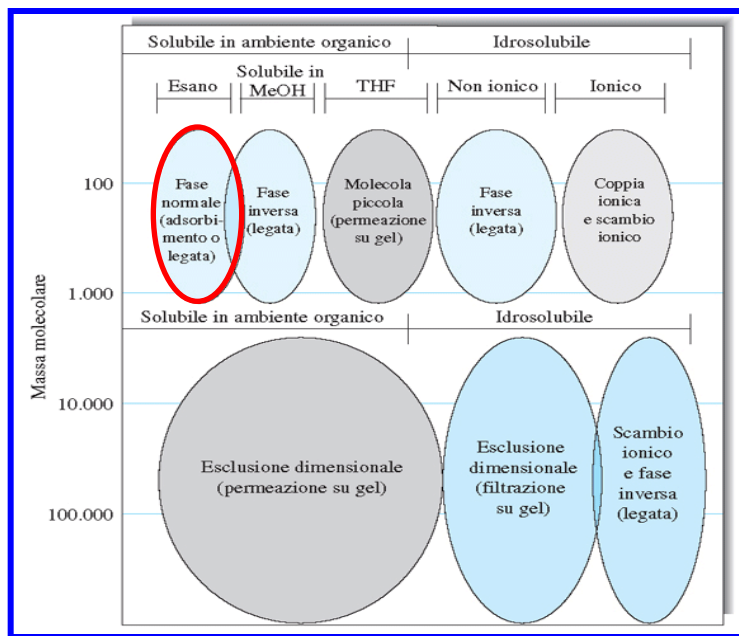 Solubile in ambiente organico
Idrosolubile
Esano
Solubile in
MeOH
THF
Non ionico
Ionico
100
Fase
normale
(adsorbi-
mento o
legata)
Fase
inversa
(legata)
Molecola
piccola
(permeazione
su gel)
Fase
inversa
(legata)
Coppia
ionica
e scambio
ionico
1.000
Solubile in ambiente organico
Idrosolubile
Massa molecolare
10.000
Esclusione dimensionale
(permeazione su gel)
Esclusione
dimensionale
(filtrazione
su gel)
Scambio
ionico
e fase
inversa
(legata)
100.000